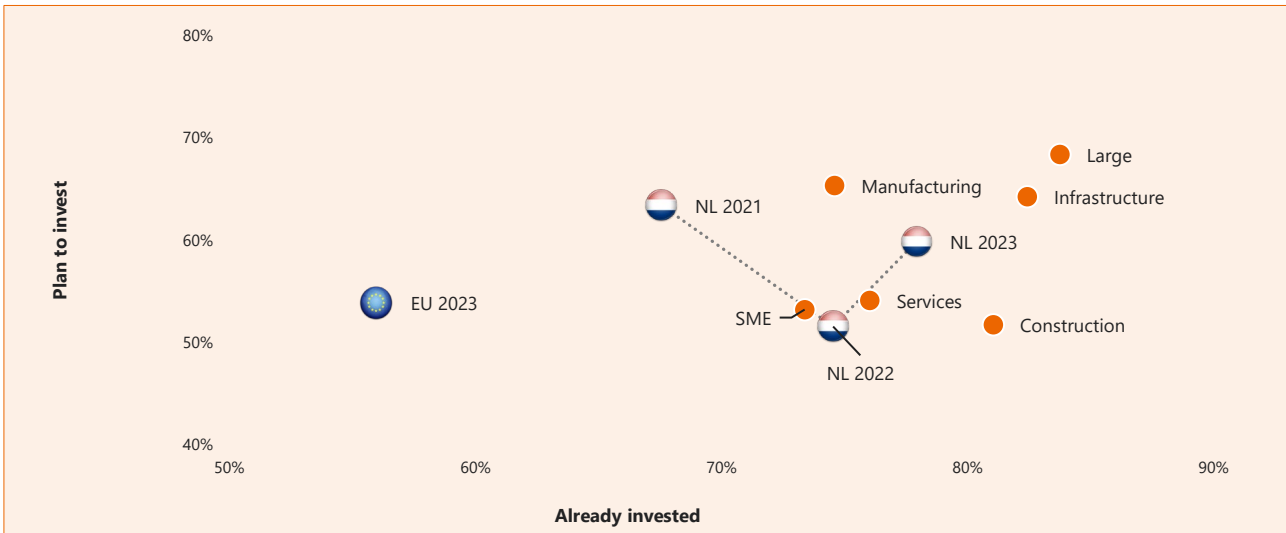 80%
70%
60%
50%
40%
Plan to invest
Large
Manufacturing
Infrastructure
NL 2021
NL 2023
EU 2023
Services
SME
Construction
NL 2022
50%
60%
70%
80%
90%
Already invested